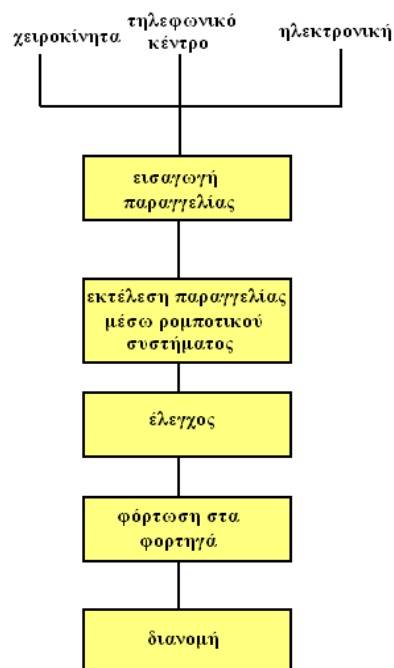 χειροκίνητα
τηλεφωνικό
κέντρο
ηλεκτρονική
εισαγωγή
παραγγελίας
εκτέλεση παραγγελίας
μέσω ρομποτικού
συστήματος
έλεγχος
φόρτωση στα
φορτηγά
διανομή